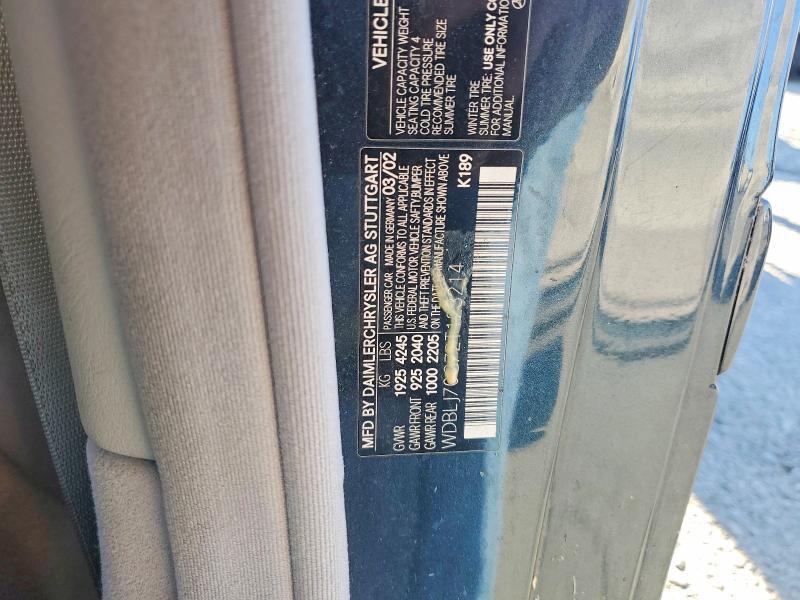 VEHICLE
VEHICLE CAPACITY WEIGHT
SEATING CAPACITY 4
COLD TIRE PRESSURE
RECOMMENDED TIRE SIZE
SUMMER TIRE
WINTER TIRE
SUMMER TIRE: USE ONLY
FOR ADDITIONAL INFORMATION
MANUAL.
MFD BY DAIMLERCHRYSLER AG STUTTGART
KG LBS PASSENGER CAR MADE IN GERMANY 03/02
GVWR 1925 4245 THIS VEHICLE CONFORMS TO ALL APPLICABLE
GAWR FRONT 925 2040 U.S. FEDERAL MOTOR VEHICLE SAFTY, BUMPER
GAWR REAR 1000 2205 AND THEFT PREVENTION STANDARDS IN EFFECT
ON THE OF MANUFACTURE SHOWN ABOVE
K189